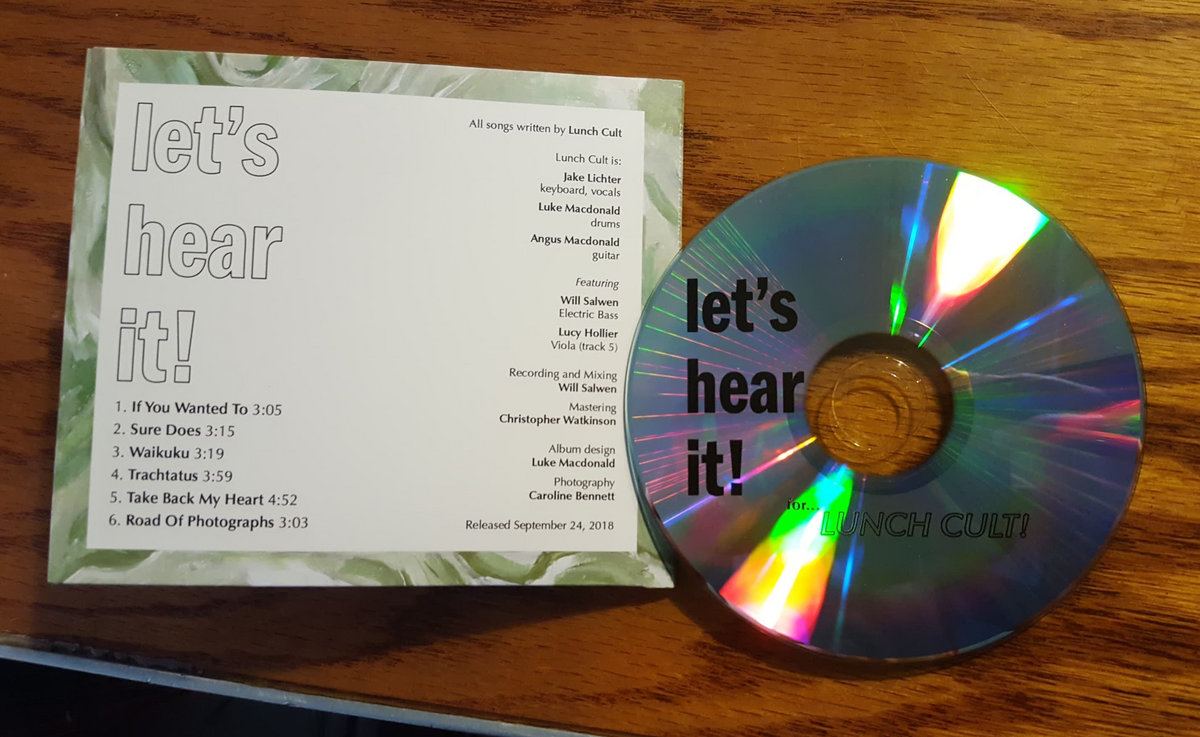 let's
hear
it!
1. If You Wanted To 3:05
2. Sure Does 3:15
3. Waikuku 3:19
4. Trachtatus 3:59
5. Take Back My Heart 4:52
6. Road Of Photographs 3:03
All songs written by Lunch Cult
Lunch Cult is:
Jake Lichter
keyboard, vocals
Luke Macdonald
drums
Angus Macdonald
guitar
Featuring
Will Salwen
Electric Bass
Lucy Hollier
Viola (track 5)
Recording and Mixing
Will Salwen
Mastering
Christopher Watkinson
Album design
Luke Macdonald
Photography
Caroline Bennett
Released September 24, 2018
let's
hear
it!
for...
LUNCH CULT!